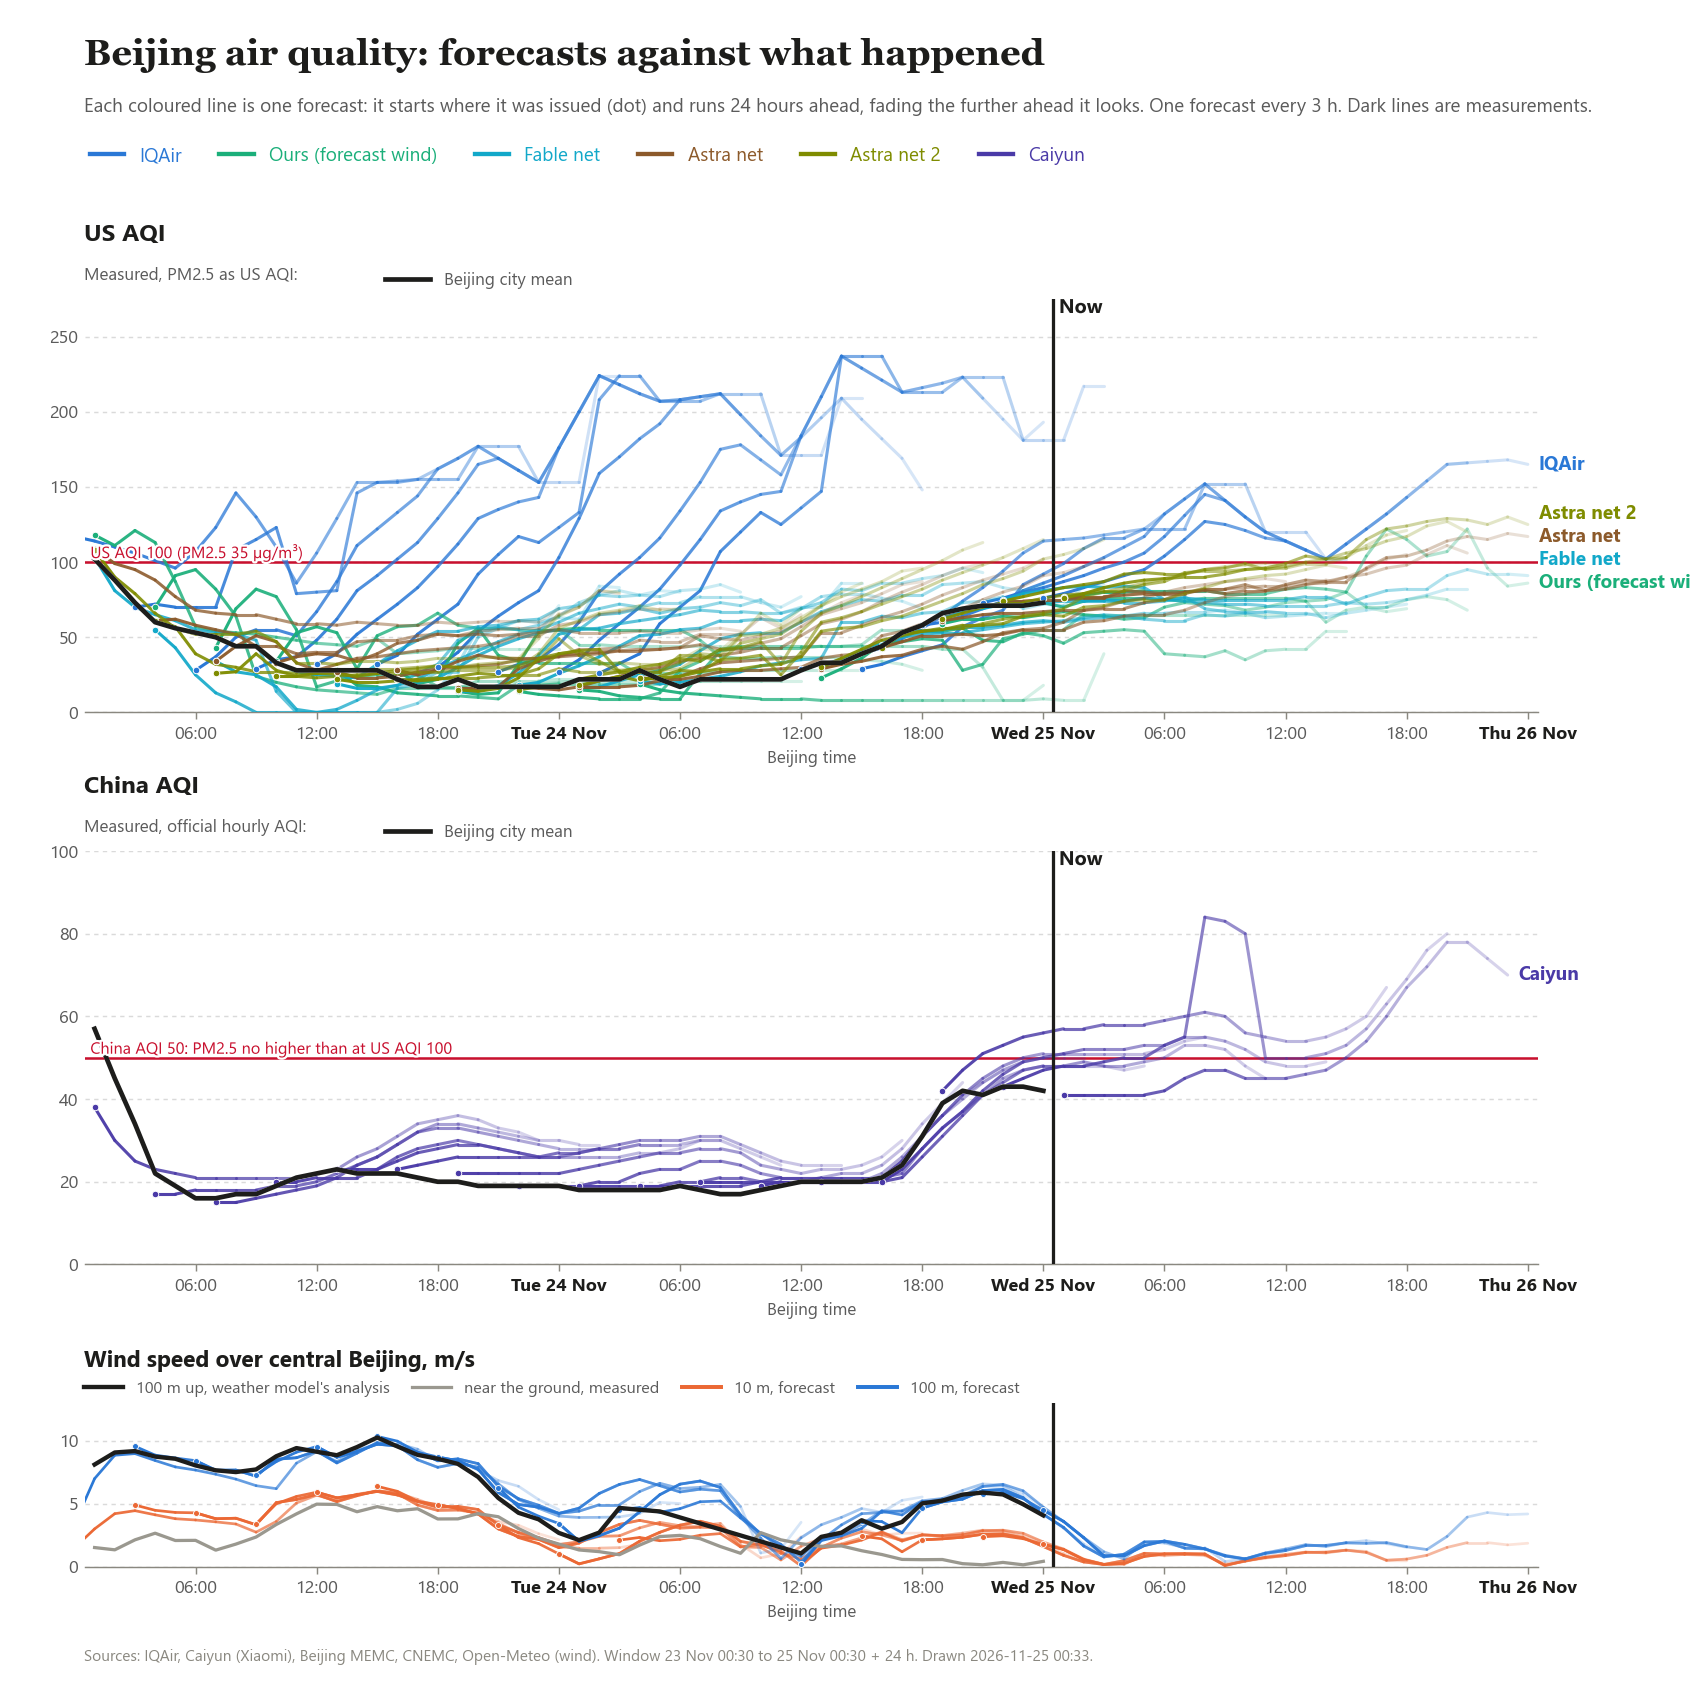 Beijing air quality: forecasts against what happened
Each coloured line is one forecast: it starts where it was issued (dot) and runs 24 hours ahead, fading the further ahead it looks. One forecast every 3 h. Dark lines are measurements.
IQAir Ours (forecast wind) Fable net Astra net Astra net 2 Caiyun
US AQI
Measured, PM2.5 as US AQI: Beijing city mean
Now
250
200
150
100
50
0
US AQI 100 (PM2.5 35 µg/m³)
IQAir
Astra net 2
Astra net
Fable net
Ours (forecast wi
06:00 12:00 18:00 Tue 24 Nov 06:00 12:00 18:00 Wed 25 Nov 06:00 12:00 18:00 Thu 26 Nov
Beijing time
China AQI
Measured, official hourly AQI: Beijing city mean
Now
100
80
60
40
20
0
China AQI 50: PM2.5 no higher than at US AQI 100
Caiyun
06:00 12:00 18:00 Tue 24 Nov 06:00 12:00 18:00 Wed 25 Nov 06:00 12:00 18:00 Thu 26 Nov
Beijing time
Wind speed over central Beijing, m/s
100 m up, weather model's analysis near the ground, measured 10 m, forecast 100 m, forecast
10
5
0
06:00 12:00 18:00 Tue 24 Nov 06:00 12:00 18:00 Wed 25 Nov 06:00 12:00 18:00 Thu 26 Nov
Beijing time
Sources: IQAir, Caiyun (Xiaomi), Beijing MEMC, CNEMC, Open-Meteo (wind). Window 23 Nov 00:30 to 25 Nov 00:30 + 24 h. Drawn 2026-11-25 00:33.